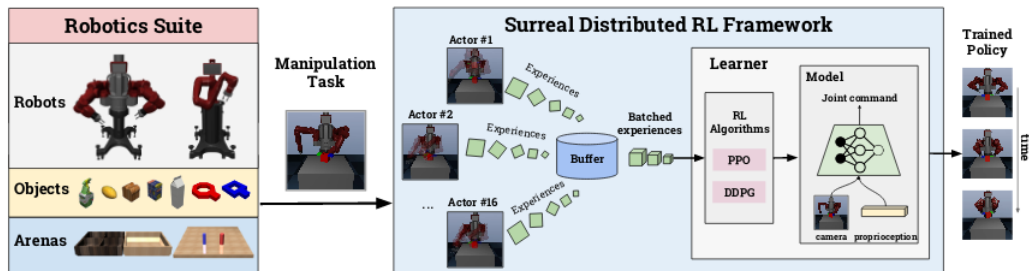 Robotics Suite
Robots
Objects
Arenas
Manipulation
Task
Surreal Distributed RL Framework
Actor #1
Experiences
Actor #2
Experiences
...
Actor #16
Experiences
Buffer
Batched
experiences
Learner
RL
Algorithms
PPO
DDPG
Model
Joint command
camera
proprioception
Trained
Policy
time